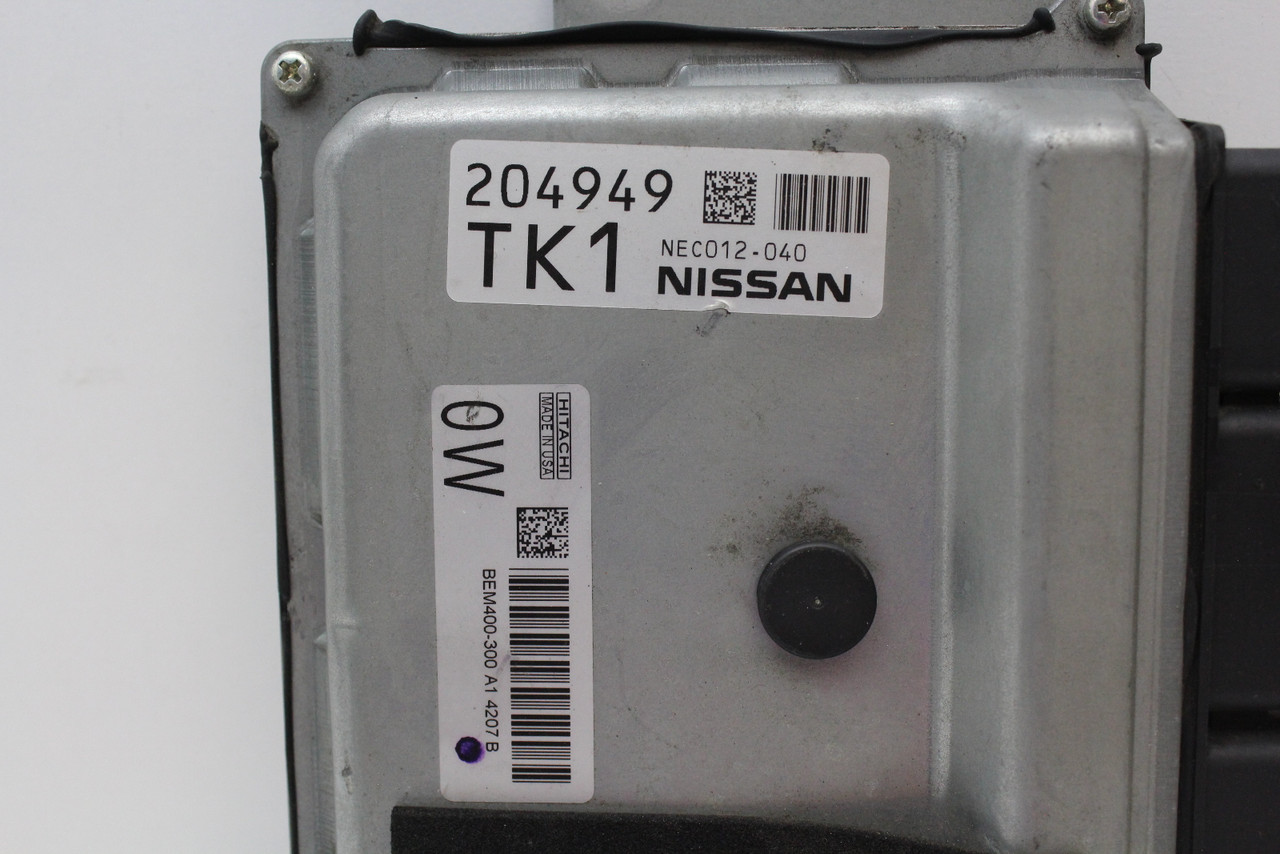 204949
TK1
NEC012-040
NISSAN
HITACHI
MADE IN USA
0W
BEM400-300 A1 4207 B